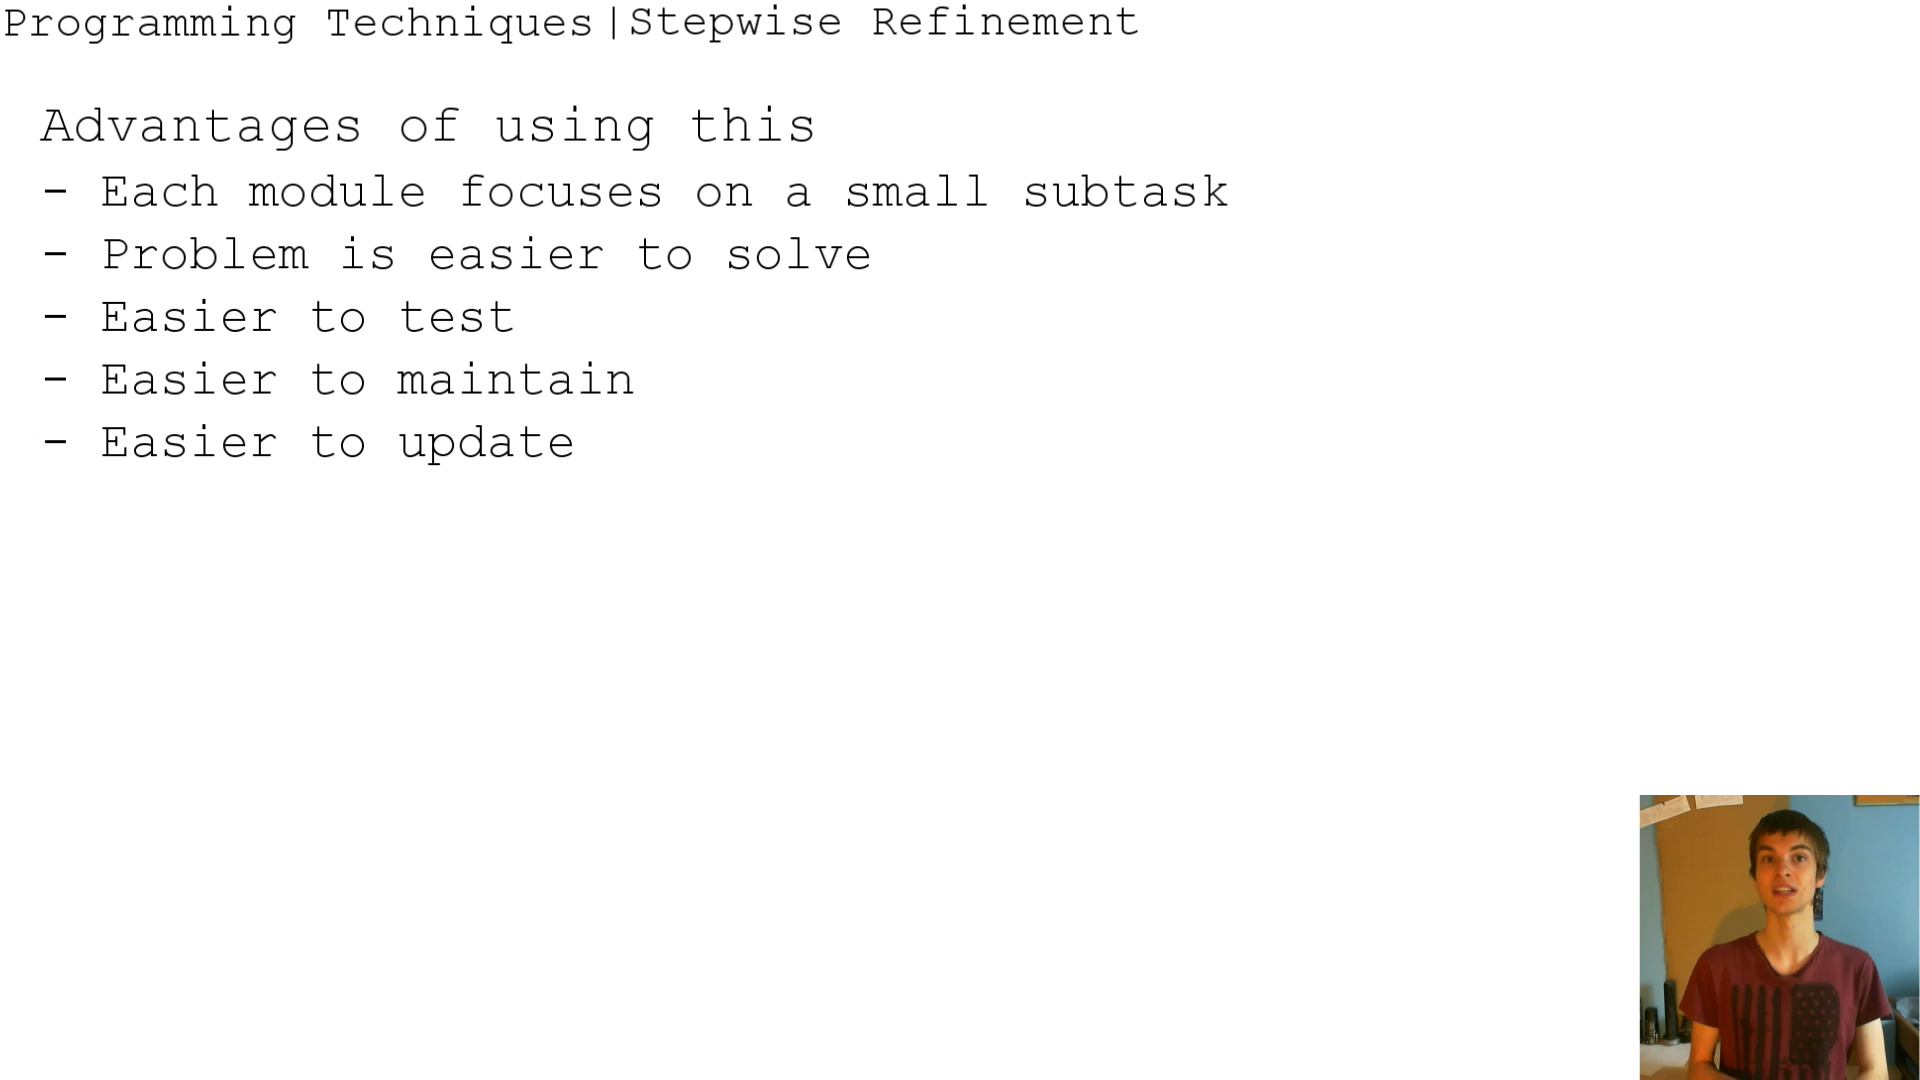 Programming Techniques|Stepwise Refinement
Advantages of using this
- Each module focuses on a small subtask
- Problem is easier to solve
- Easier to test
- Easier to maintain
- Easier to update